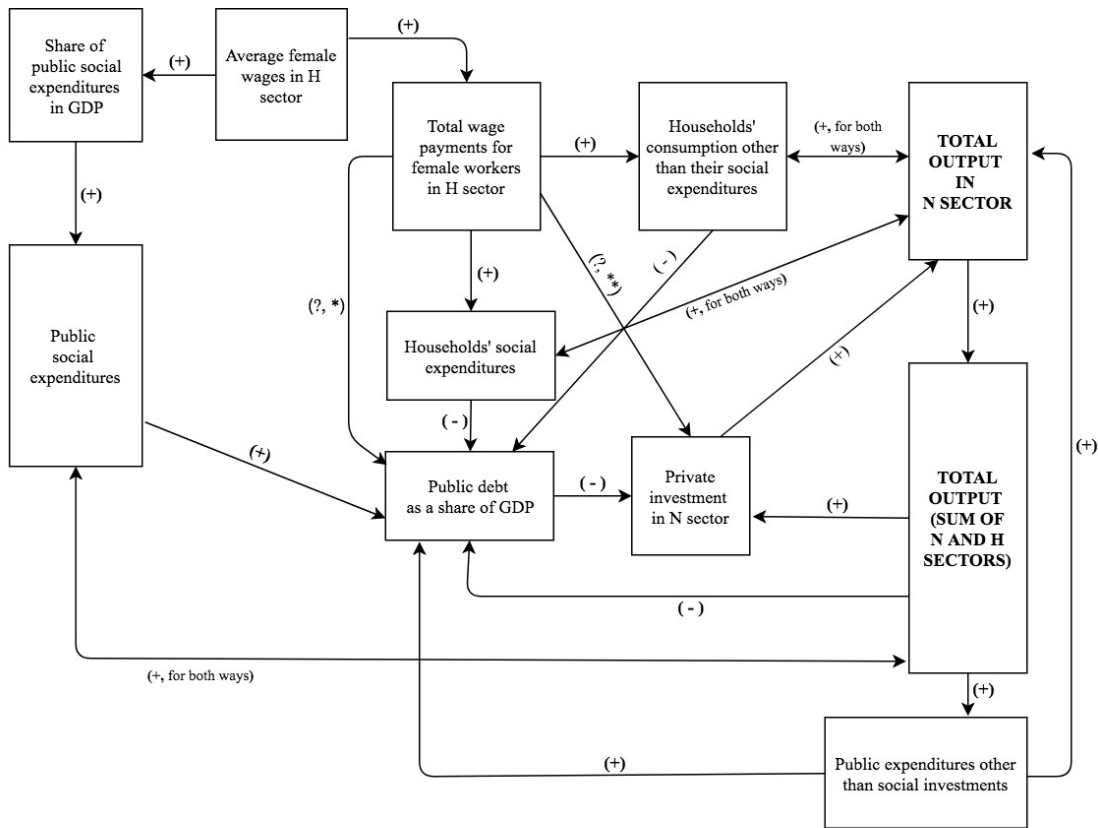 Share of
public social
expenditures
in GDP
(+)
Average female
wages in H
sector
(+)
(+)
Total wage
payments for
female workers
in H sector
(+)
Households'
consumption other
than their social
expenditures
(+, for both
ways)
TOTAL
OUTPUT
IN
N SECTOR
Public
social
expenditures
(?, *)
(+)
(?, **)
(-)
(+, for both ways)
(+)
(+)
(+)
Households' social
expenditures
(-)
(+)
Public debt
as a share of GDP
(-)
Private
investment
in N sector
(+)
TOTAL
OUTPUT
(SUM OF
N AND H
SECTORS)
(-)
(+, for both ways)
(+)
(+)
Public expenditures other
than social investments